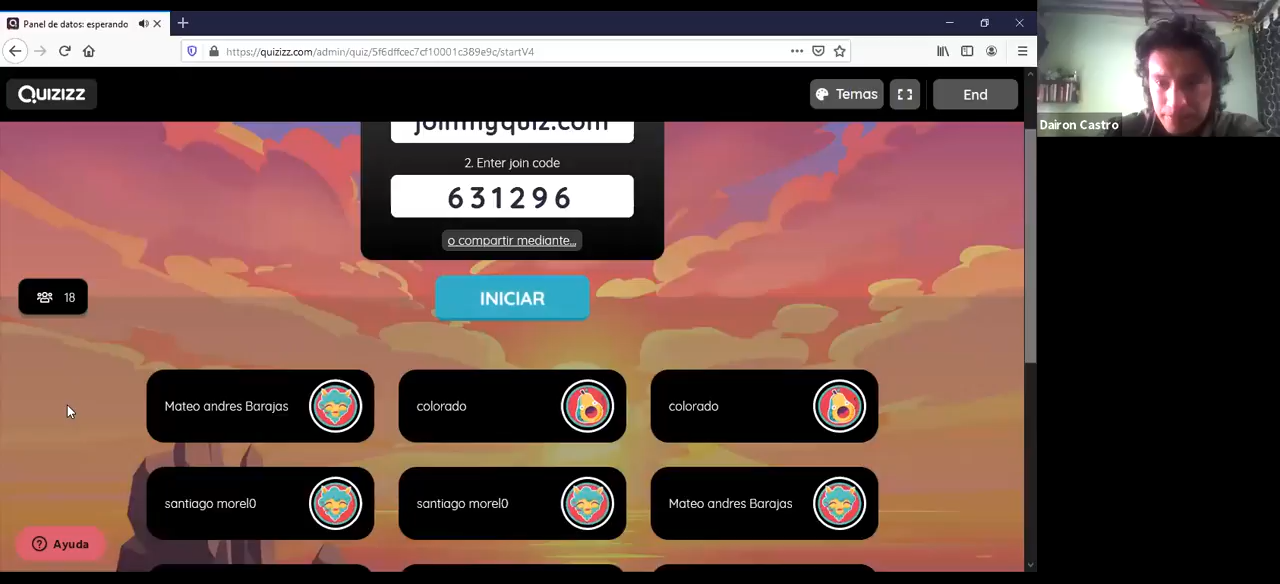 Panel de datos: esperando
https://quizizz.com/admin/quiz/5f6dffcec7cf10001c389e9c/startV4
Quizizz
Temas
End
joinmyquiz.com
2. Enter join code
631296
o compartir mediante...
INICIAR
18
Mateo andres Barajas
colorado
colorado
santiago morel0
santiago morel0
Mateo andres Barajas
Ayuda
Dairon Castro